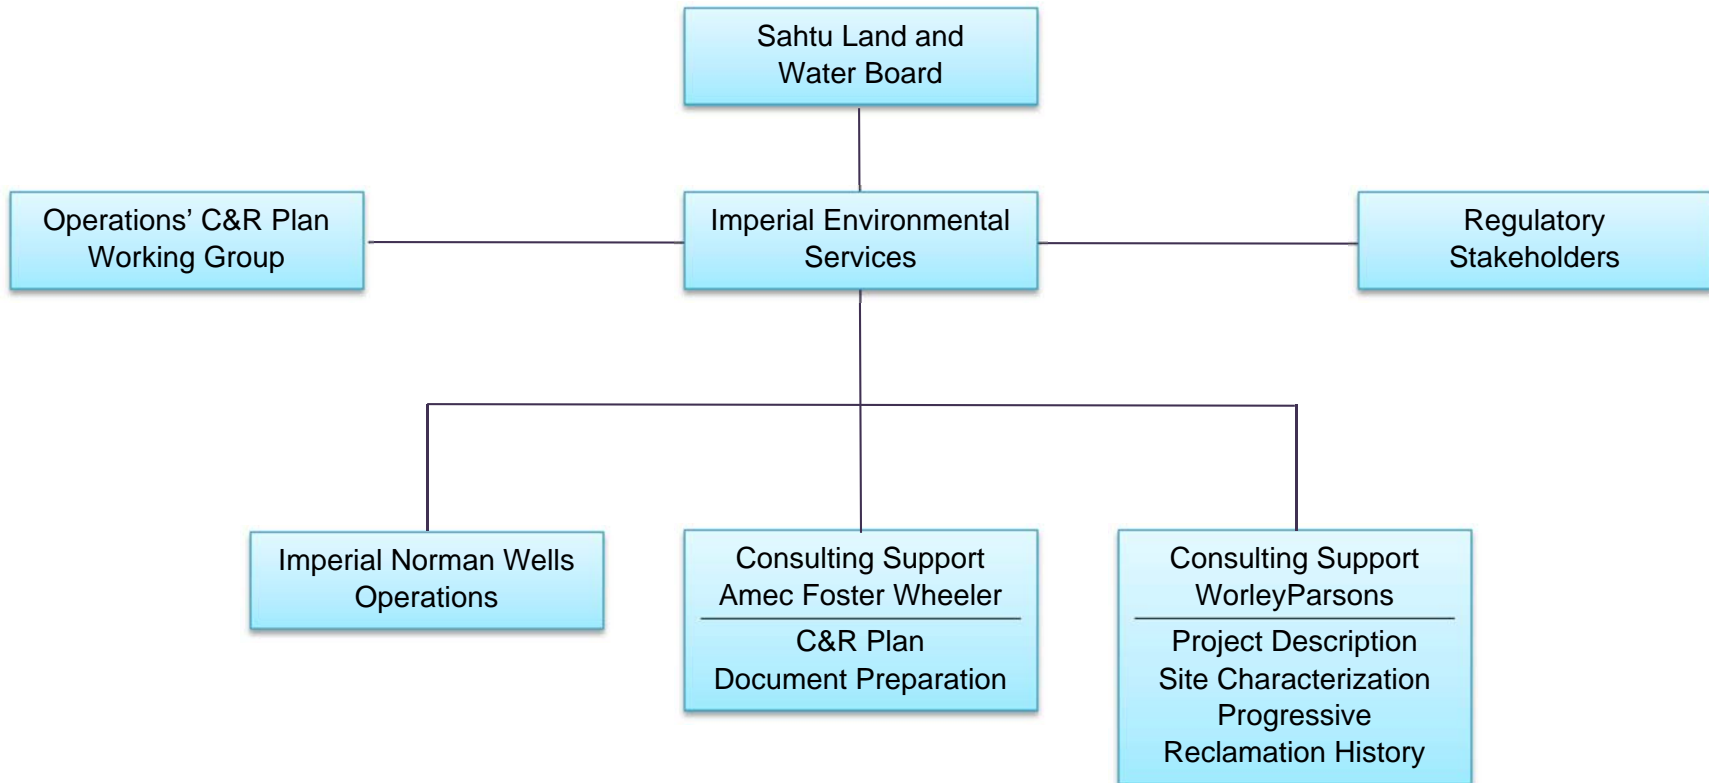 Sahtu Land and
Water Board
Operations’ C&R Plan
Working Group
Imperial Environmental
Services
Regulatory
Stakeholders
Imperial Norman Wells
Operations
Consulting Support
Amec Foster Wheeler
C&R Plan
Document Preparation
Consulting Support
WorleyParsons
Project Description
Site Characterization
Progressive
Reclamation History